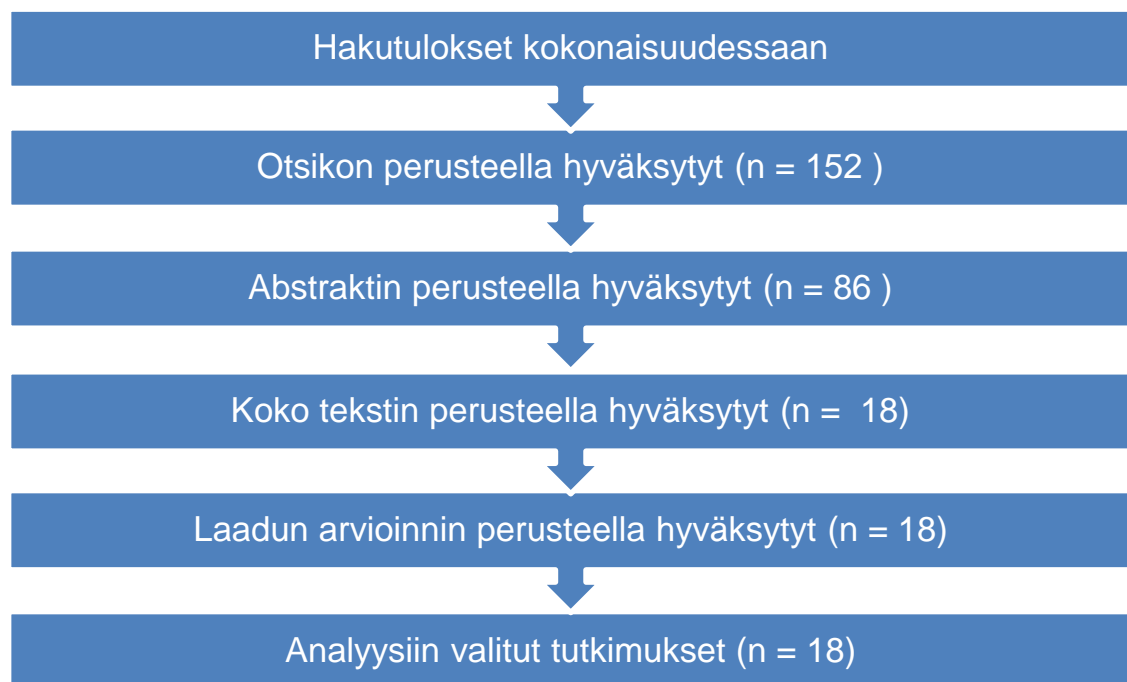 Hakutulokset kokonaisuudessaan
Otsikon perusteella hyväksytyt (n = 152 )
Abstraktin perusteella hyväksytyt (n = 86 )
Koko tekstin perusteella hyväksytyt (n =  18)
Laadun arvioinnin perusteella hyväksytyt (n = 18)
Analyysiin valitut tutkimukset (n = 18)